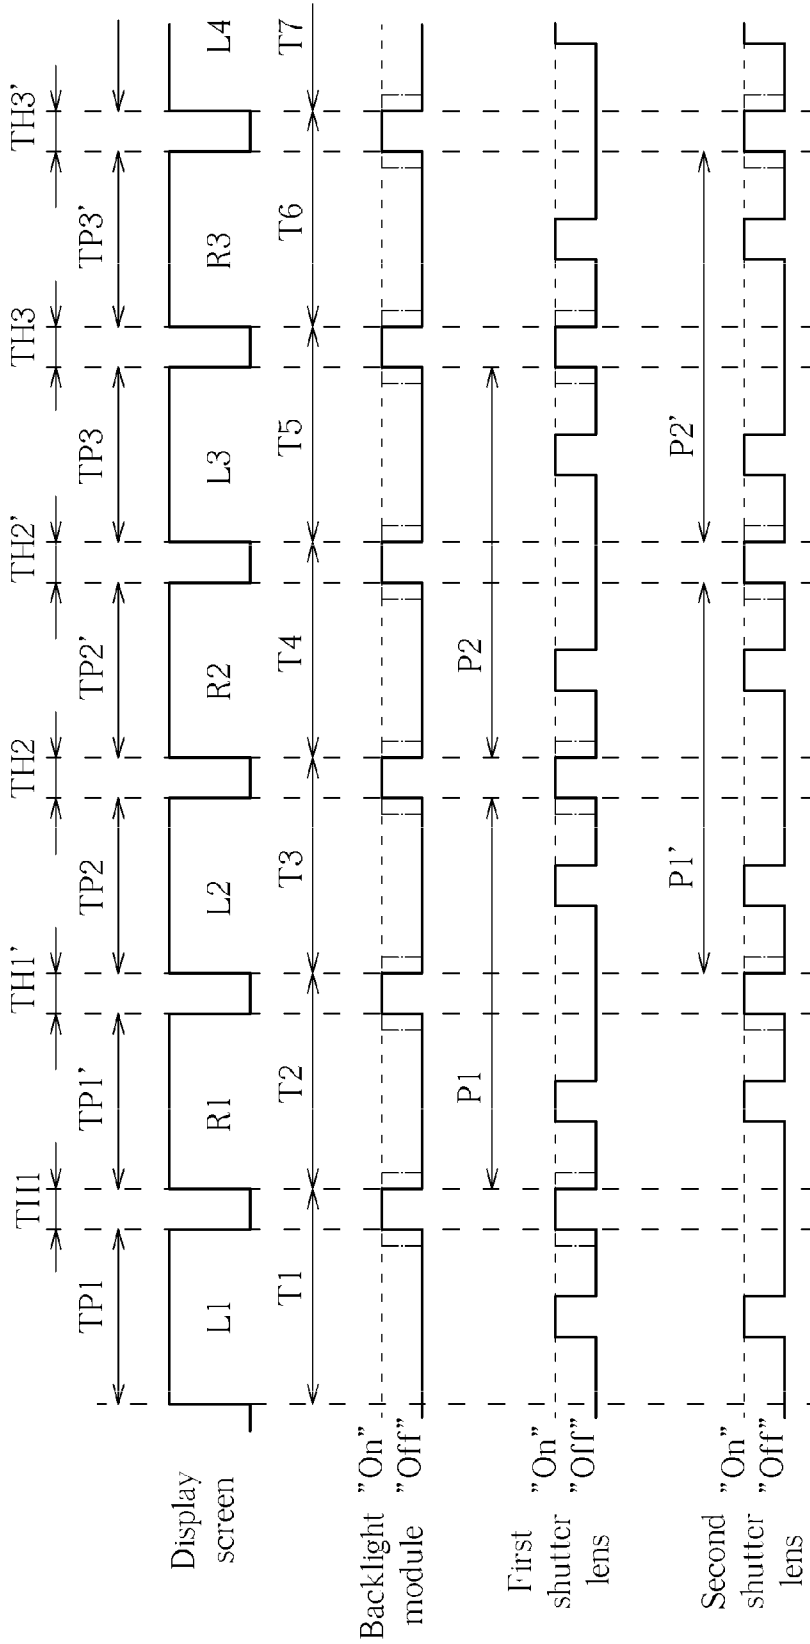 TH1 TH1' TH2 TH2' TH3 TH3'
TP1 TP1' TP2 TP2' TP3 TP3'
Display
screen
L1 R1 L2 R2 L3 R3 L4
T1 T2 T3 T4 T5 T6 T7
Backlight
module
"On"
"Off"
P1 P2
First
shutter
lens
"On"
"Off"
P1' P2'
Second
shutter
lens
"On"
"Off"